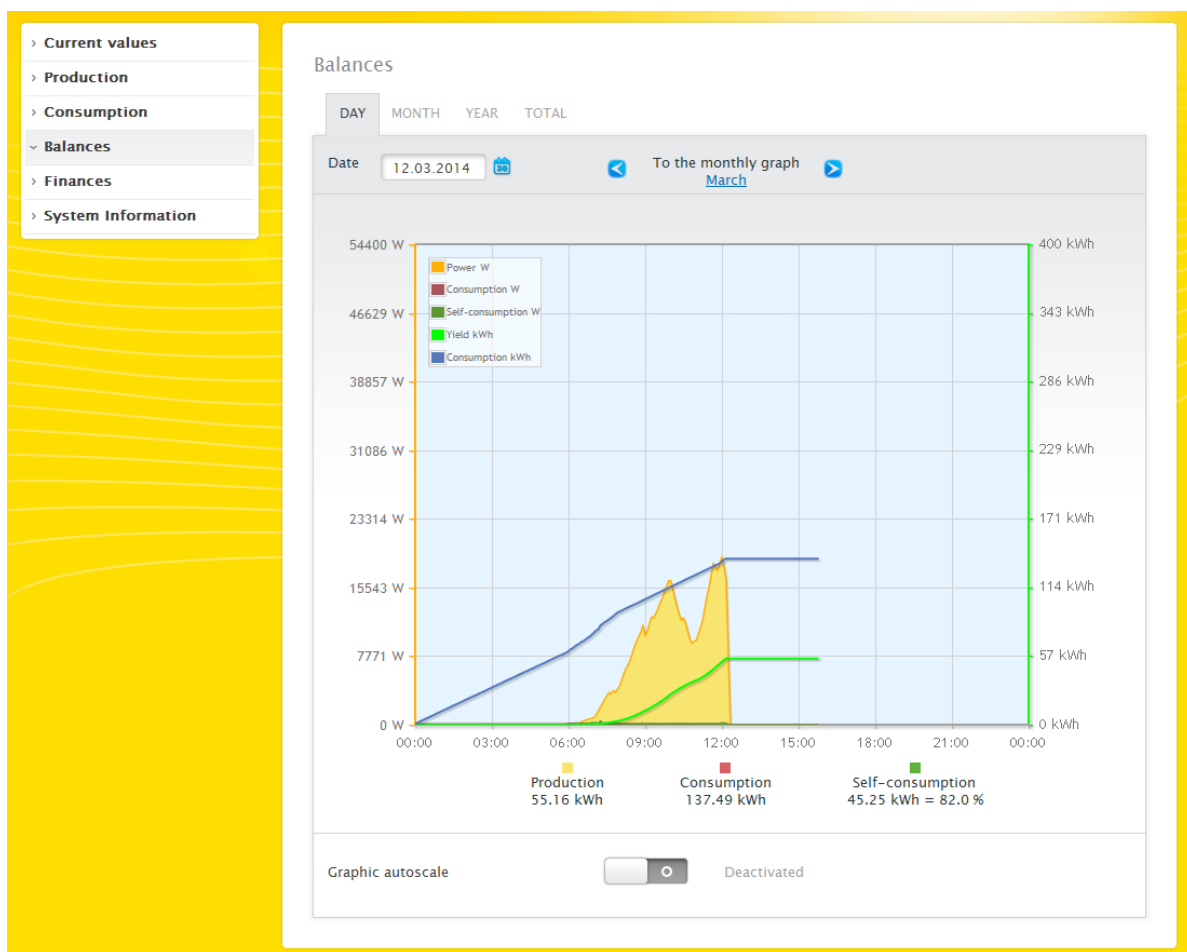 Current values
Production
Consumption
Balances
Finances
System Information
Balances
DAY MONTH YEAR TOTAL
Date 12.03.2014 30 To the monthly graph
March
54400 W
46629 W
38857 W
31086 W
23314 W
15543 W
7771 W
0 W
Power W
Consumption W
Self-consumption W
Yield kWh
Consumption kWh
400 kWh
343 kWh
286 kWh
229 kWh
171 kWh
114 kWh
57 kWh
0 kWh
00:00 03:00 06:00 09:00 12:00 15:00 18:00 21:00 00:00
Production
55.16 kWh
Consumption
137.49 kWh
Self-consumption
45.25 kWh = 82.0 %
Graphic autoscale Deactivated